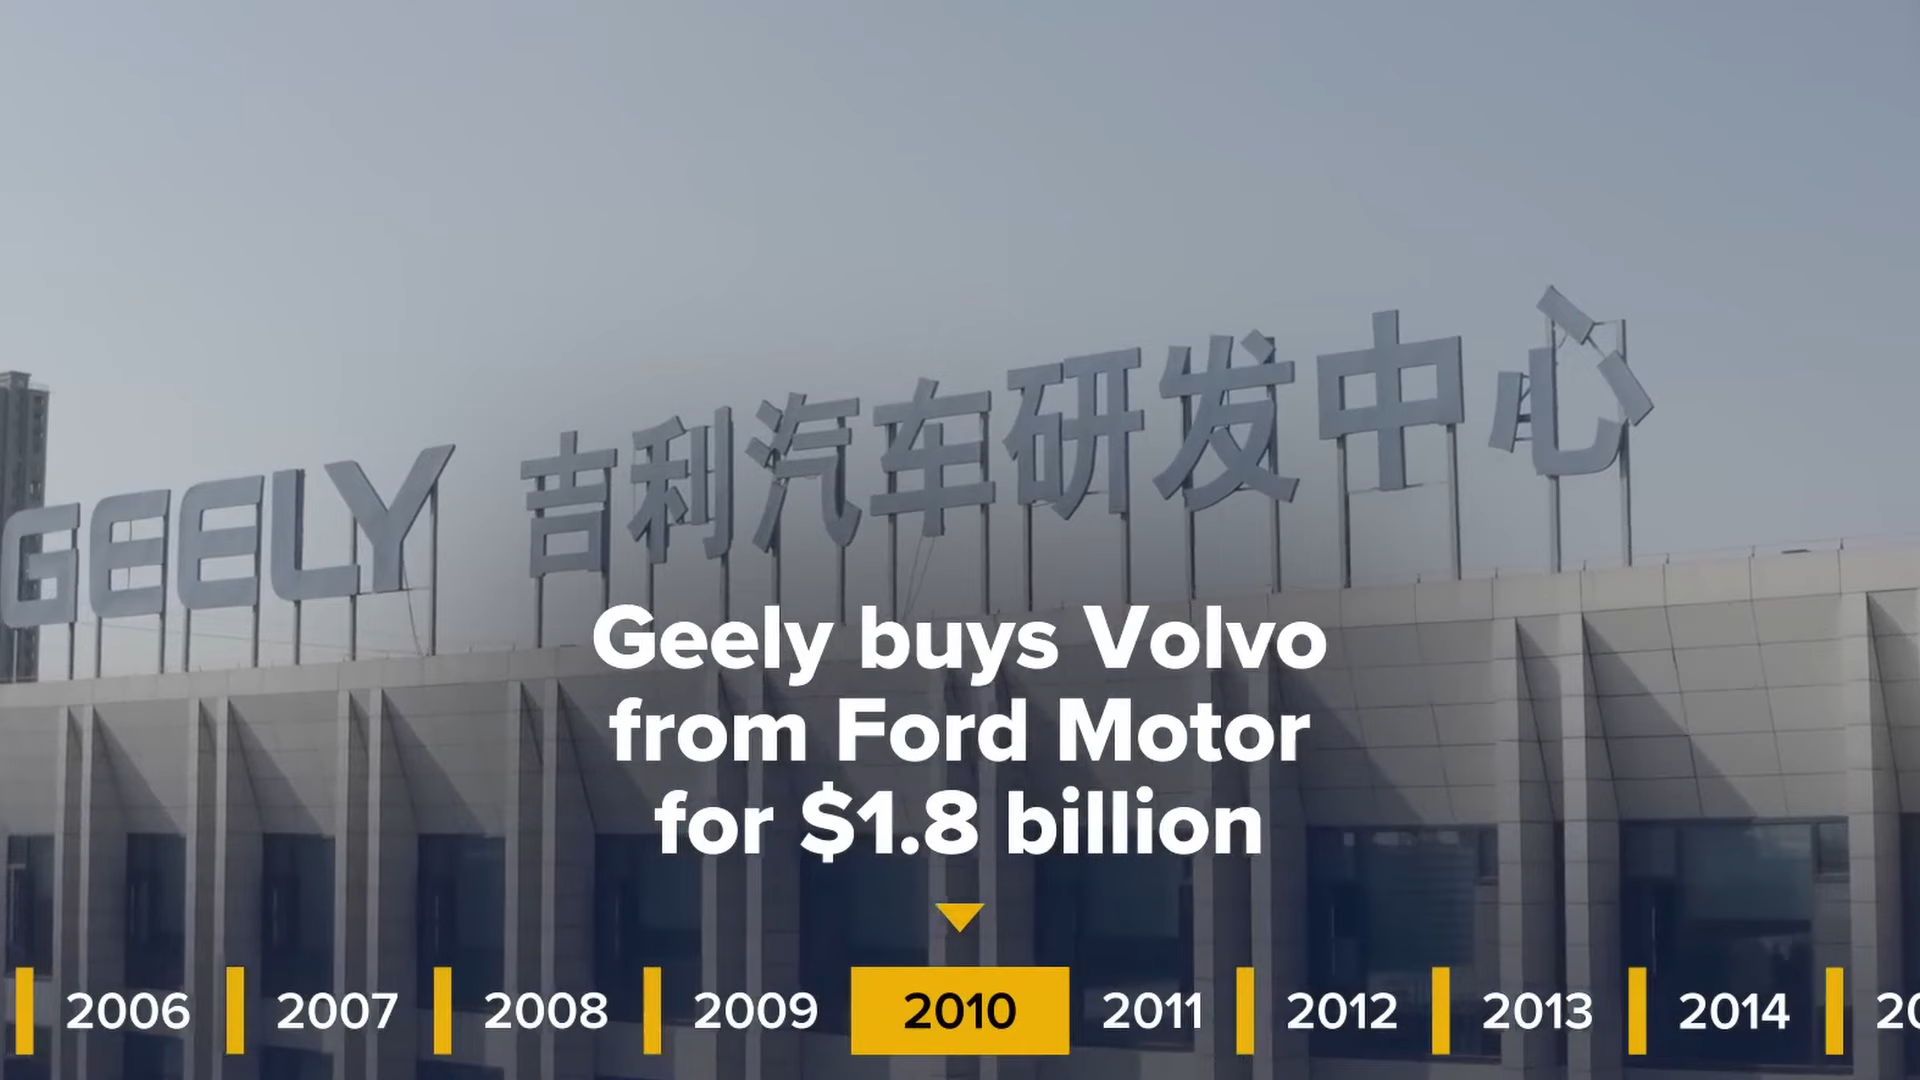 GEELY 吉利汽车研发中心
Geely buys Volvo
from Ford Motor
for $1.8 billion
2006 2007 2008 2009 2010 2011 2012 2013 2014